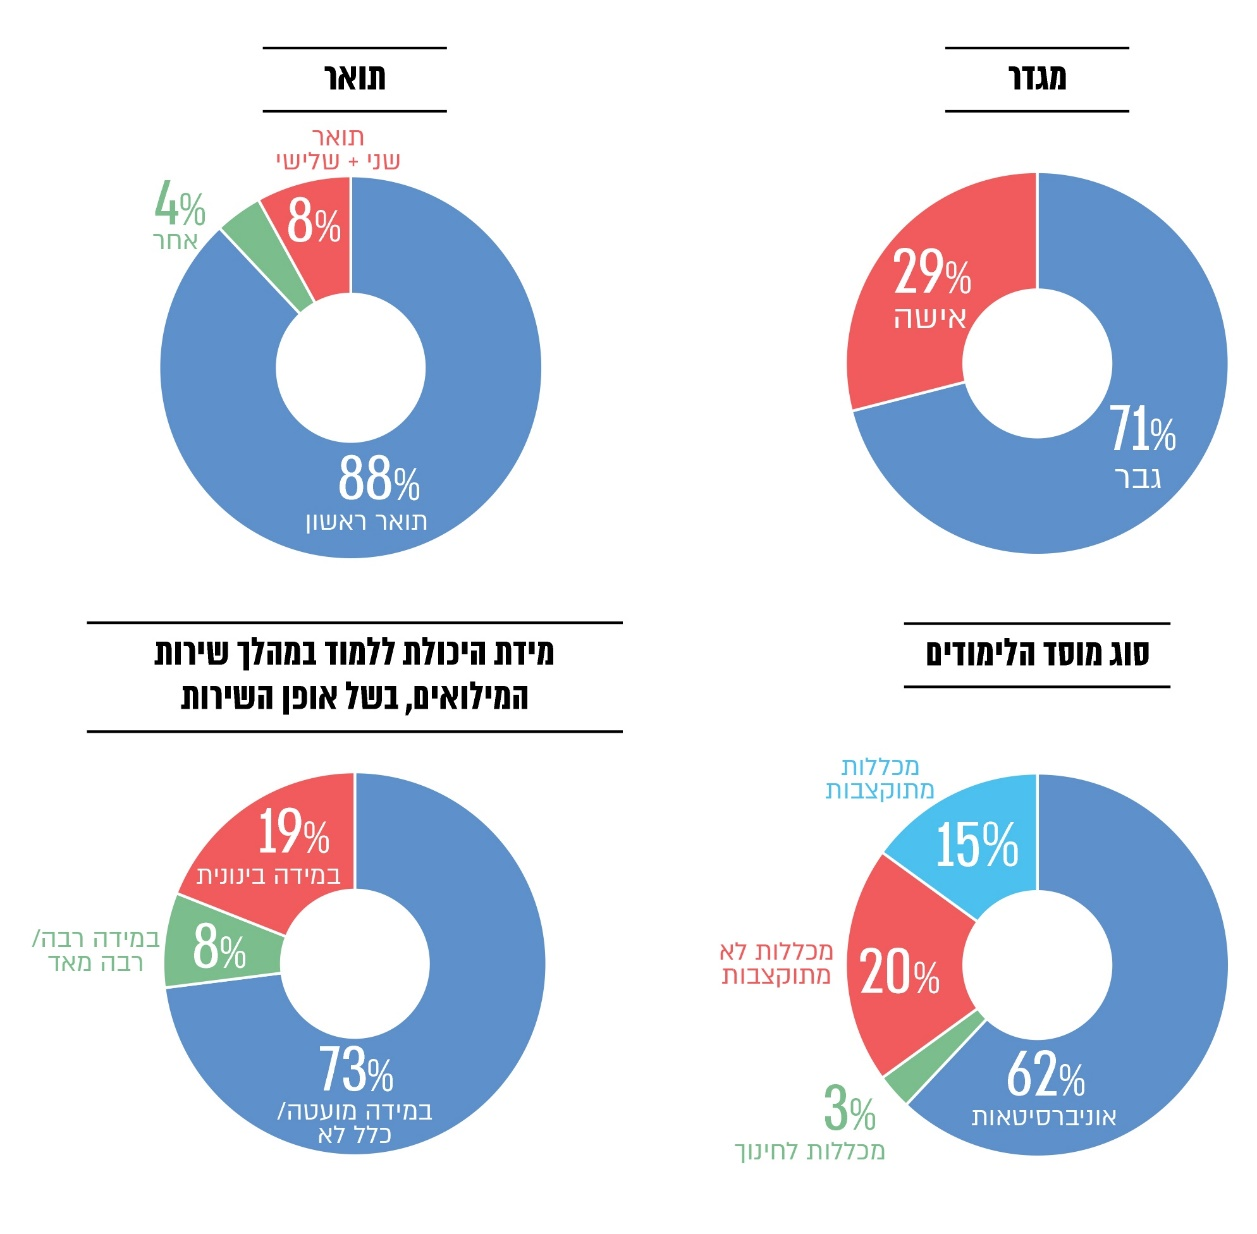 מגדר
29%
אישה
71%
גבר
תואר
תואר
שני + שלישי
8%
4%
אחר
88%
תואר ראשון
סוג מוסד הלימודים
מכללות
מתוקצבות
15%
מכללות לא
מתוקצבות
20%
62%
אוניברסיטאות
3%
מכללות לחינוך
מידת היכולת ללמוד במהלך שירות
המילואים, בשל אופן השירות
19%
במידה בינונית
במידה רבה/
רבה מאד
8%
73%
במידה מועטה/
כלל לא